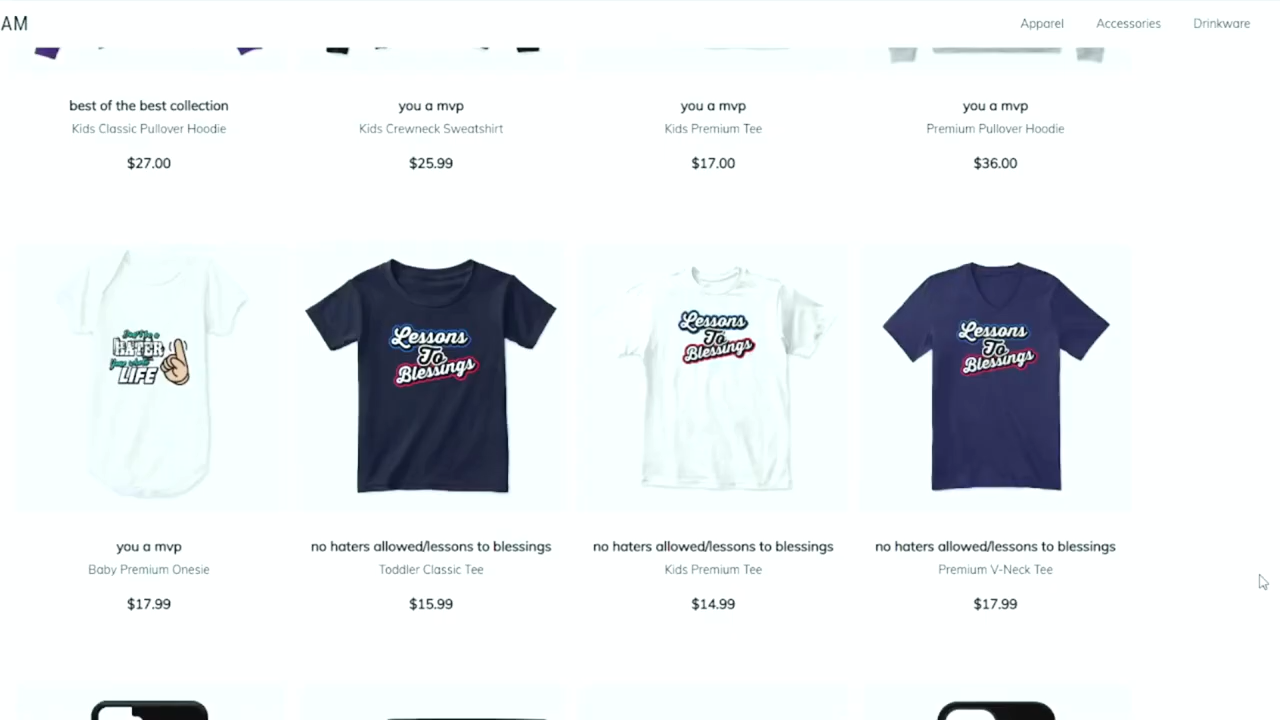 AM
Apparel
Accessories
Drinkware
best of the best collection
Kids Classic Pullover Hoodie
$27.00
you a mvp
Kids Crewneck Sweatshirt
$25.99
you a mvp
Kids Premium Tee
$17.00
you a mvp
Premium Pullover Hoodie
$36.00
HATER
LIFE
you a mvp
Baby Premium Onesie
$17.99
Lessons
To
Blessings
no haters allowed/lessons to blessings
Toddler Classic Tee
$15.99
Lessons
To
Blessings
no haters allowed/lessons to blessings
Kids Premium Tee
$14.99
Lessons
To
Blessings
no haters allowed/lessons to blessings
Premium V-Neck Tee
$17.99